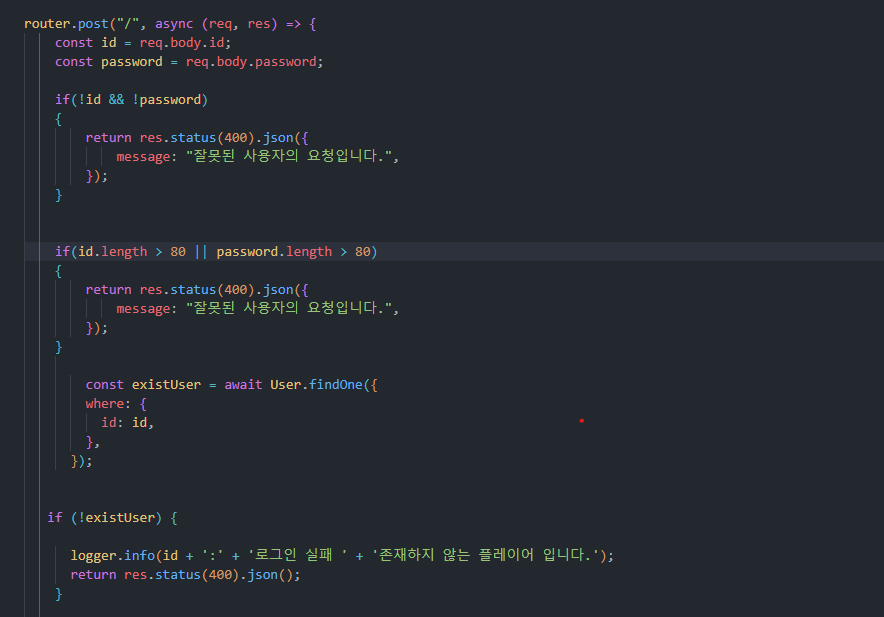 router.post("/", async (req, res) => {
const id = req.body.id;
const password = req.body.password;
if(!id && !password)
{
return res.status(400).json({
message: "잘못된 사용자의 요청입니다.",
});
}
if(id.length > 80 || password.length > 80)
{
return res.status(400).json({
message: "잘못된 사용자의 요청입니다.",
});
}
const existUser = await User.findOne({
where: {
id: id,
},
});
if (!existUser) {
logger.info(id + ':' + '로그인 실패 ' + '존재하지 않는 플레이어 입니다.');
return res.status(400).json();
}